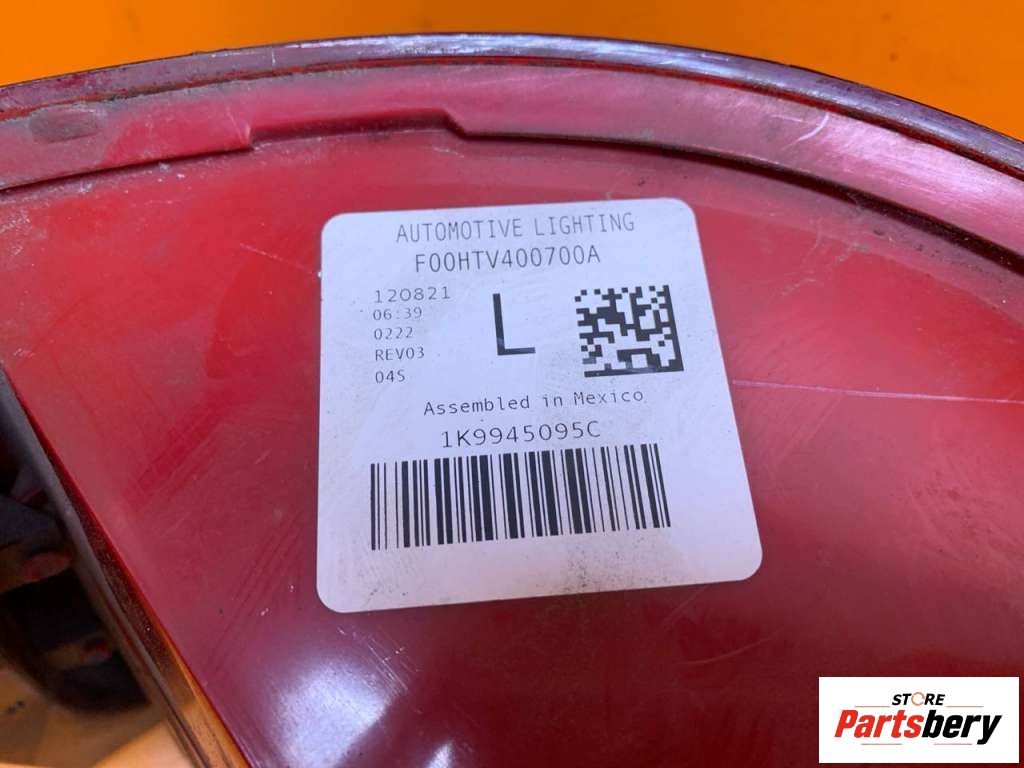 AUTOMOTIVE LIGHTING
F00HTV400700A
120821
06:39
0222
REV03
04S
L
Assembled in Mexico
1K9945095C
STORE
Partsbery